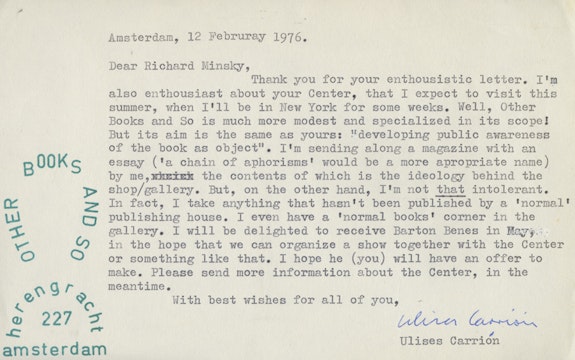 Amsterdam, 12 Februray 1976.
Dear Richard Minsky,
Thank you for your enthousistic letter. I'm
also enthousiast about your Center, that I expect to visit this
summer, when I'll be in New York for some weeks. Well, Other
Books and So is much more modest and specialized in its scope!
But its aim is the same as yours: "developing public awareness
of the book as object". I'm sending along a magazine with an
essay ('a chain of aphorisms' would be a more apropriate name)
by me, the contents of which is the ideology behind the
shop/gallery. But, on the other hand, I'm not that intolerant.
In fact, I take anything that hasn't been published by a 'normal'
publishing house. I even have a 'normal books' corner in the
gallery. I will be delighted to receive Barton Benes in May,
in the hope that we can organize a show together with the Center
or something like that. I hope he (you) will have an offer to
make. Please send more information about the Center, in the
meantime.
With best wishes for all of you,
Ulises Carrión
Ulises Carrión
OTHER BOOKS AND SO
herengracht
227
amsterdam